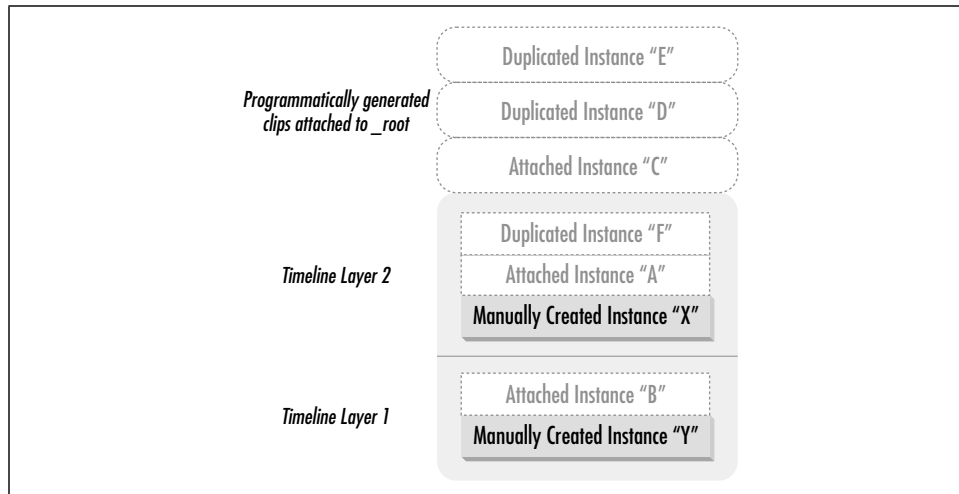 Duplicated Instance “E”
Programmatically generated
clips attached to _root
Duplicated Instance “D”
Attached Instance “C”
Duplicated Instance “F”
Timeline Layer 2
Attached Instance “A”
Manually Created Instance “X”
Attached Instance “B”
Timeline Layer 1
Manually Created Instance “Y”